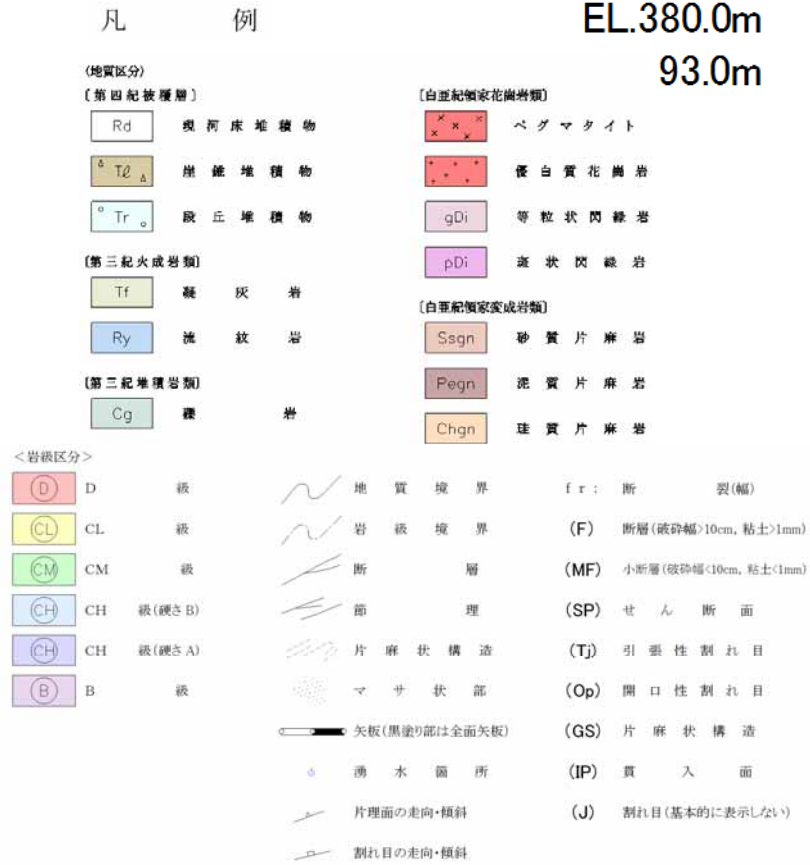 凡 例
EL.380.0m
93.0m
(地質区分)
〔第四紀被覆層〕
Rd 現河床堆積物
Tl 崖錐堆積物
Tr 段丘堆積物
〔第三紀火成岩類〕
Tf 凝灰岩
Ry 流紋岩
〔第三紀堆積岩類〕
Cg 礫岩
〔白亜紀領家花崗岩類〕
ペグマタイト
優白質花崗岩
gDi 等粒状閃緑岩
pDi 斑状閃緑岩
〔白亜紀領家変成岩類〕
Ssgn 砂質片麻岩
Pegn 泥質片麻岩
Chgn 珪質片麻岩
<岩級区分>
D D 級
CL CL 級
CM CM 級
CH CH 級(硬さB)
CH CH 級(硬さA)
B B 級
地質境界
岩級境界
断層
節理
片麻状構造
マサ状部
矢板(黒塗り部は全面矢板)
湧水箇所
片理面の走向・傾斜
割れ目の走向・傾斜
fr: 断裂(幅)
(F) 断層(破砕幅>10cm, 粘土>1mm)
(MF) 小断層(破砕幅<10cm, 粘土<1mm)
(SP) せん断面
(Tj) 引張性割れ目
(Op) 開口性割れ目
(GS) 片麻状構造
(IP) 貫入面
(J) 割れ目(基本的に表示しない)